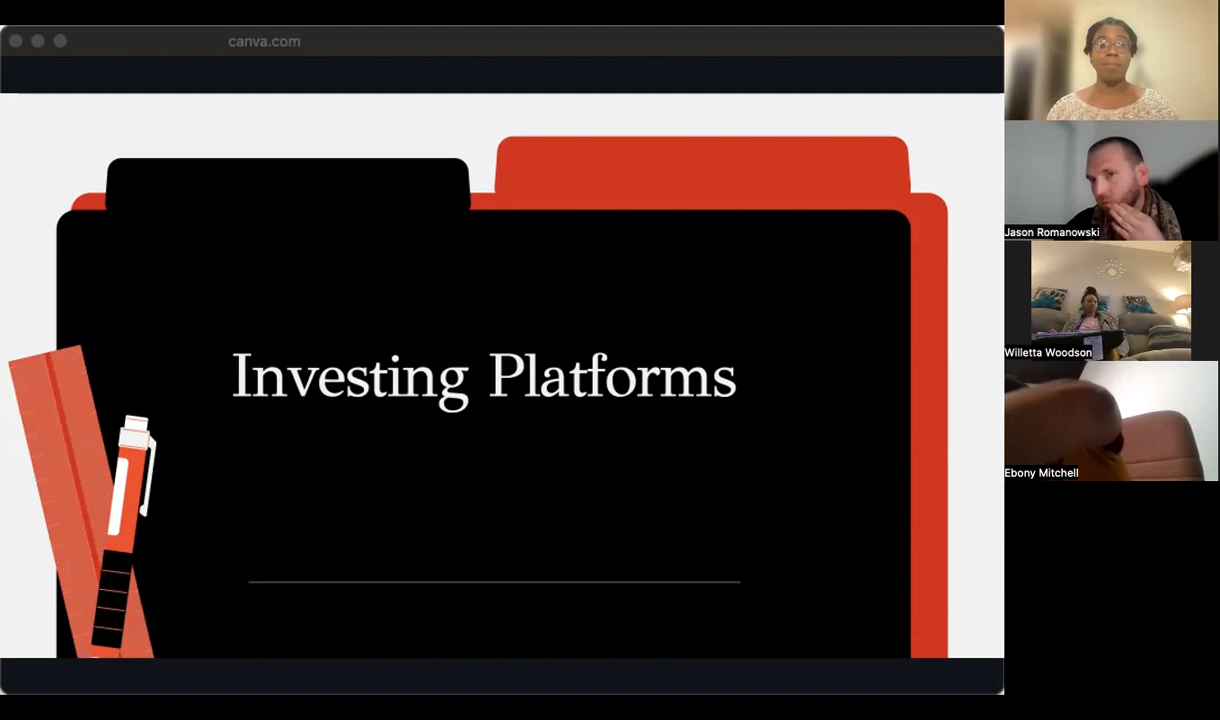 canva.com
Investing Platforms
Jason Romanowski
Willetta Woodson
Ebony Mitchell